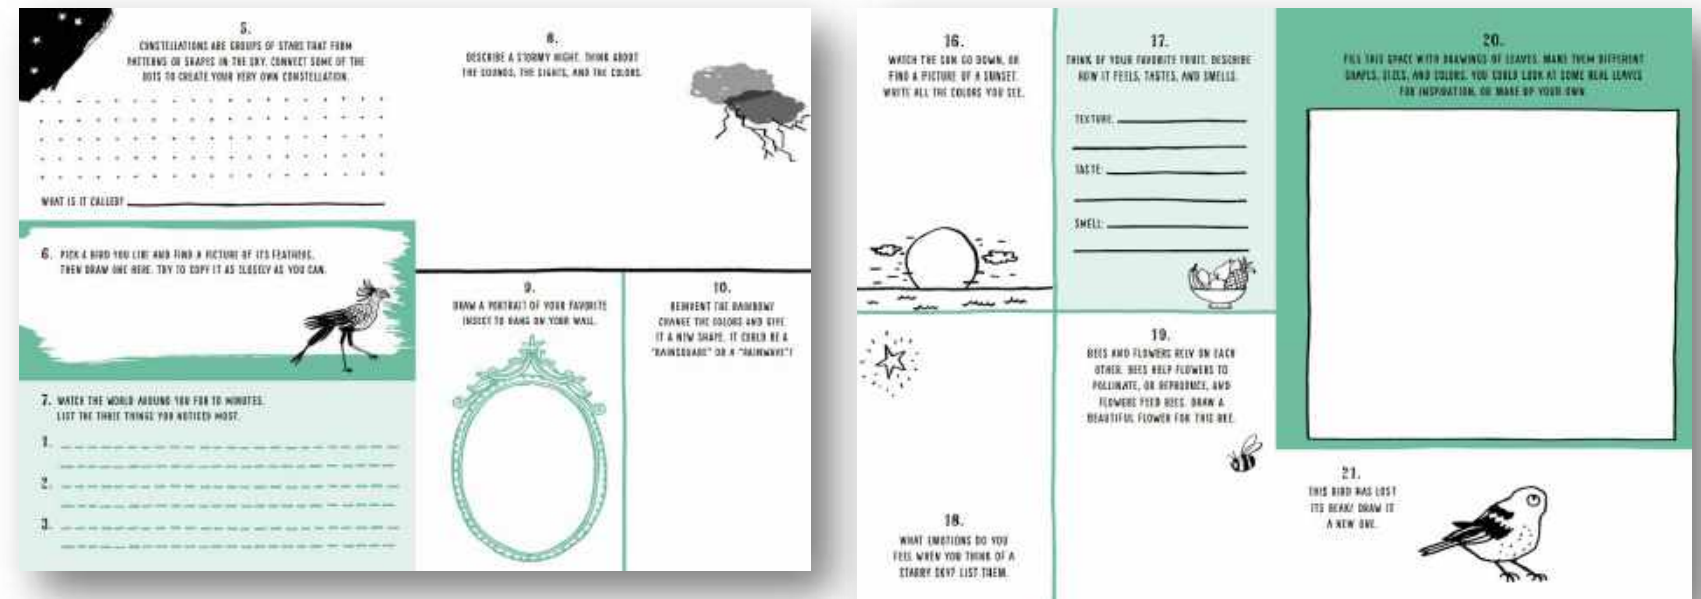 5.
CONSTELLATIONS ARE GROUPS OF STARS THAT FORM
PATTERNS OR SHAPES IN THE SKY. CONNECT SOME OF THE
DOTS TO CREATE YOUR VERY OWN CONSTELLATION.
WHAT IS IT CALLED?
6. PICK A BIRD YOU LIKE AND FIND A PICTURE OF ITS FEATHERS.
THEN DRAW ONE HERE. TRY TO COPY IT AS CLOSELY AS YOU CAN.
7. WATCH THE WORLD AROUND YOU FOR 10 MINUTES.
LIST THE THREE THINGS YOU NOTICED MOST.
1.
2.
3.
8.
DESCRIBE A STORMY NIGHT. THINK ABOUT
THE SOUNDS, THE SIGHTS, AND THE COLORS.
9.
DRAW A PORTRAIT OF YOUR FAVORITE
INSECT TO HANG ON YOUR WALL.
10.
REINVENT THE RAINBOW!
CHANGE THE COLORS AND GIVE
IT A NEW SHAPE. IT COULD BE A
"RAINSQUARE" OR A "RAINWAVE"!
16.
WATCH THE SUN GO DOWN, OR
FIND A PICTURE OF A SUNSET.
WRITE ALL THE COLORS YOU SEE.
17.
THINK OF YOUR FAVORITE FRUIT. DESCRIBE
HOW IT FEELS, TASTES, AND SMELLS.
TEXTURE:
TASTE:
SMELL:
18.
WHAT EMOTIONS DO YOU
FEEL WHEN YOU THINK OF A
STARRY SKY? LIST THEM.
19.
BEES AND FLOWERS RELY ON EACH
OTHER. BEES HELP FLOWERS TO
POLLINATE, OR REPRODUCE, AND
FLOWERS FEED BEES. DRAW A
BEAUTIFUL FLOWER FOR THIS BEE.
20.
FILL THIS SPACE WITH DRAWINGS OF LEAVES. MAKE THEM DIFFERENT
SHAPES, SIZES, AND COLORS. YOU COULD LOOK AT SOME REAL LEAVES
FOR INSPIRATION, OR MAKE UP YOUR OWN.
21.
THIS BIRD HAS LOST
ITS BEAK! DRAW IT
A NEW ONE.